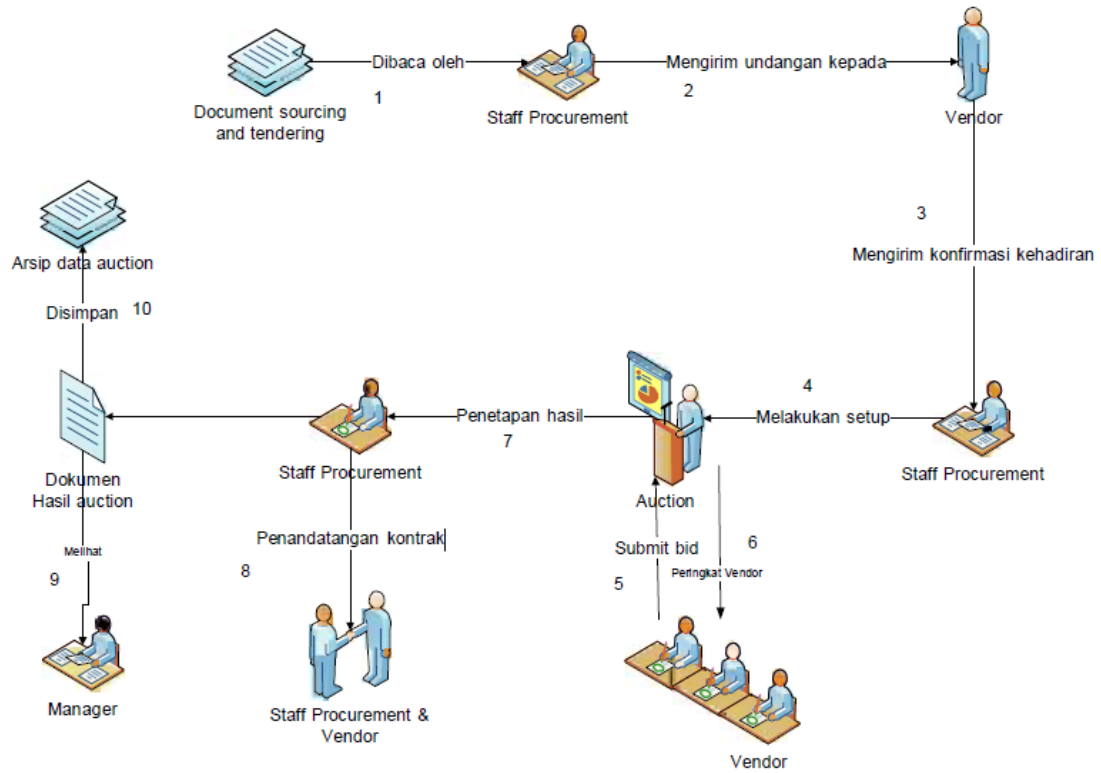 Dibaca oleh
1
Document sourcing
and tendering
Staff Procurement
Mengirim undangan kepada
2
Vendor
3
Mengirim konfirmasi kehadiran
Arsip data auction
Disimpan
10
4
Melakukan setup
Staff Procurement
Auction
Penetapan hasil
7
Staff Procurement
Dokumen
Hasil auction
Submit bid
5
6
Peringkat Vendor
Penandatangan kontrak
8
Melihat
9
Manager
Staff Procurement &
Vendor
Vendor